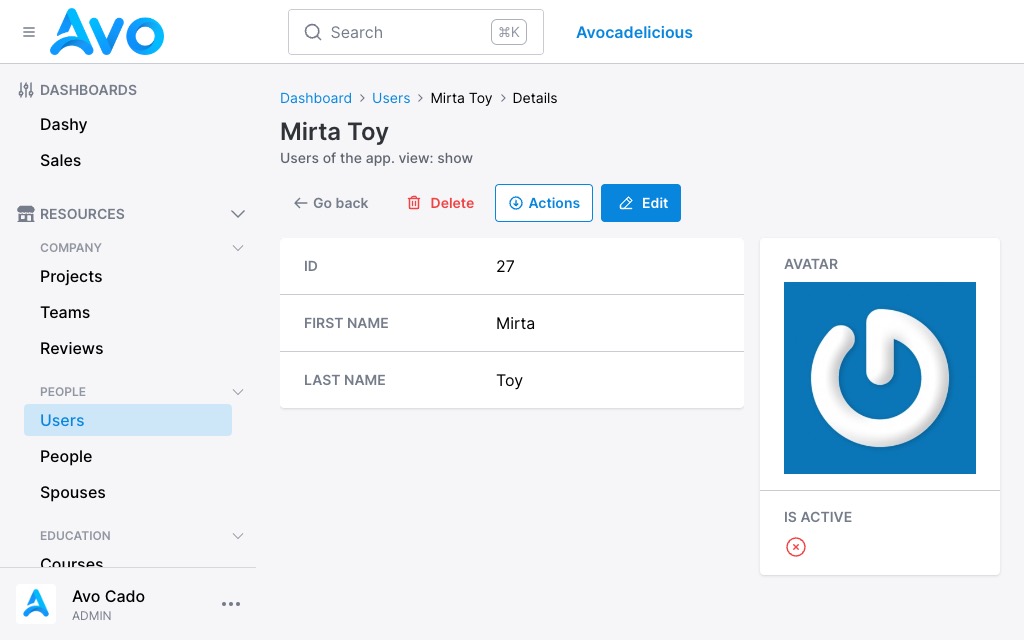 Avo
Search
⌘K
Avocadelicious
DASHBOARDS
Dashy
Sales
RESOURCES
COMPANY
Projects
Teams
Reviews
PEOPLE
Users
People
Spouses
EDUCATION
Courses
Avo Cado
ADMIN
Dashboard > Users > Mirta Toy > Details
Mirta Toy
Users of the app. view: show
Go back
Delete
Actions
Edit
ID 27
FIRST NAME Mirta
LAST NAME Toy
AVATAR
IS ACTIVE